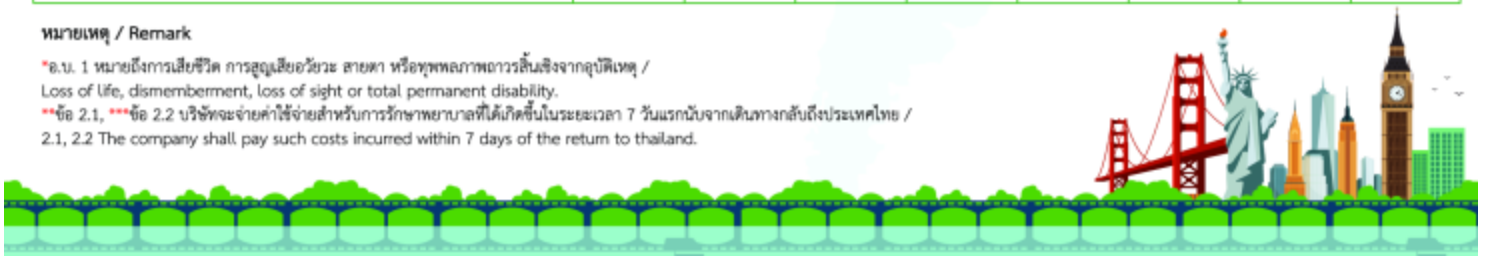 หมายเหตุ / Remark
*อ.บ. 1 หมายถึงการเสียชีวิต การสูญเสียอวัยวะ สายตา หรือทุพพลภาพถาวรสิ้นเชิงจากอุบัติเหตุ /
Loss of life, dismemberment, loss of sight or total permanent disability.
**ข้อ 2.1, ***ข้อ 2.2 บริษัทจะจ่ายค่าใช้จ่ายสำหรับการรักษาพยาบาลที่ได้เกิดขึ้นในระยะเวลา 7 วันแรกนับจากเดินทางกลับถึงประเทศไทย /
2.1, 2.2 The company shall pay such costs incurred within 7 days of the return to thailand.